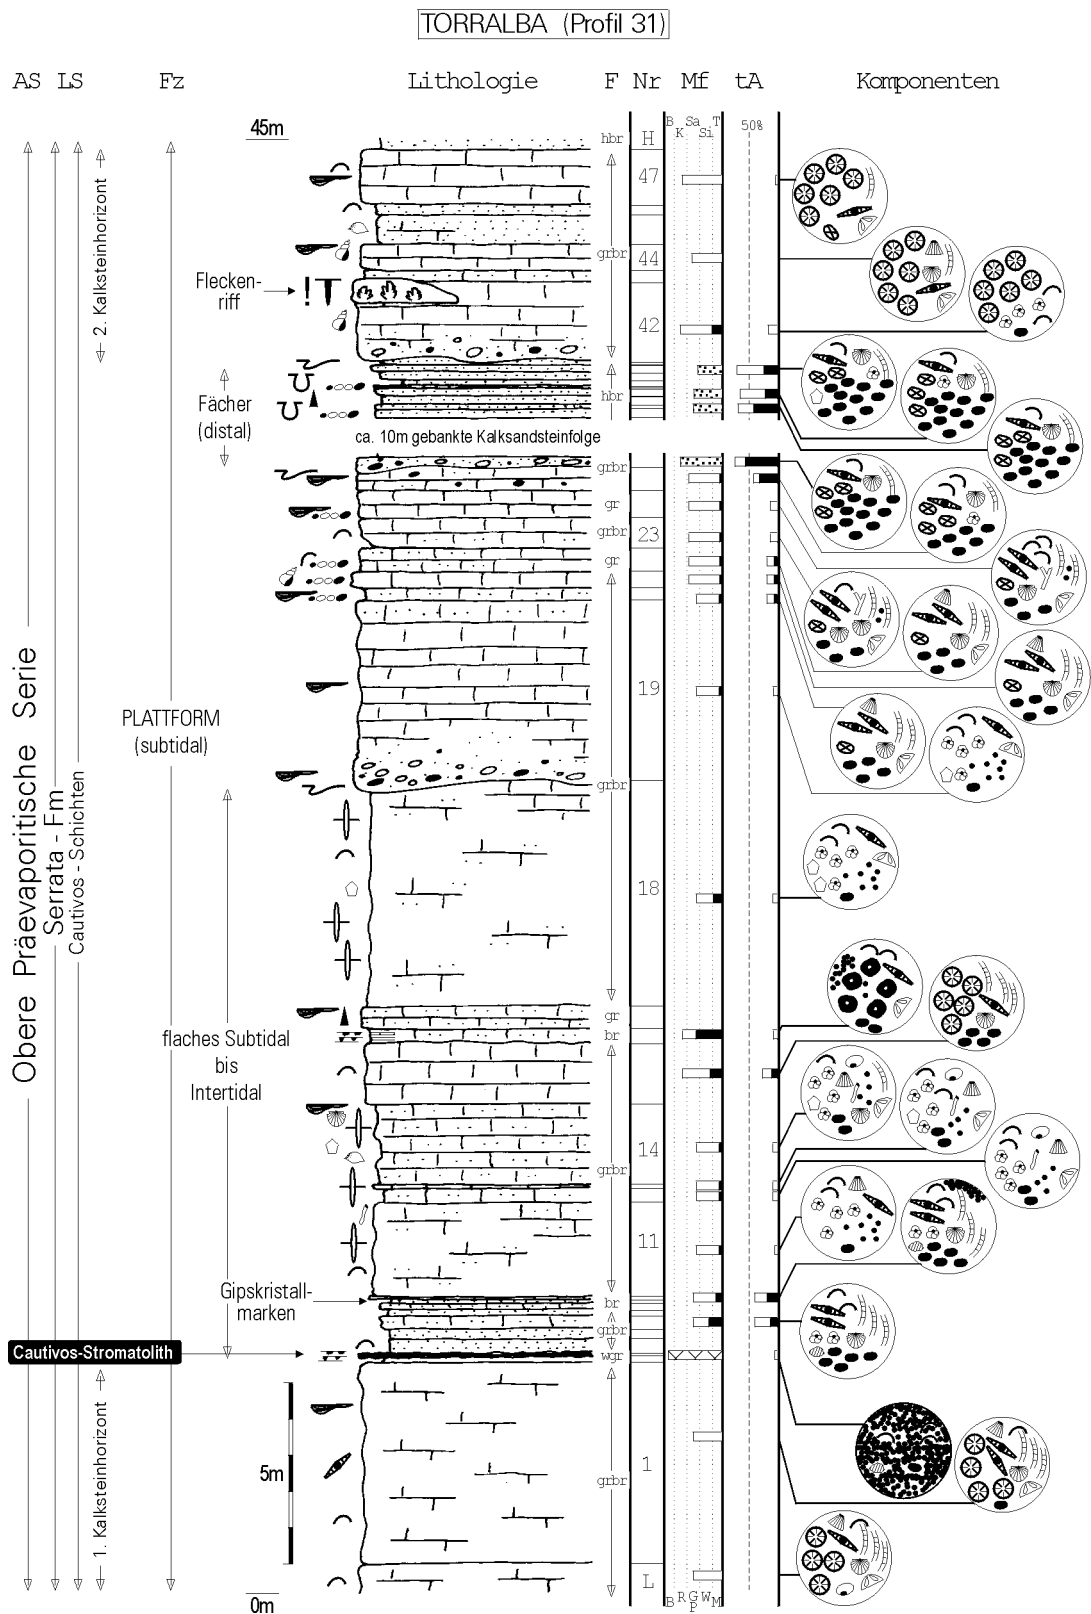 TORRALBA (Profil 31)
AS LS Fz Lithologie F Nr Mf tA Komponenten
45m
B Sa T
K Si
50%
hbr
H
47
2. Kalksteinhorizont
grbr
44
Flecken-
riff
!T
42
Fächer
(distal)
hbr
ca. 10m gebankte Kalksandsteinfolge
grbr
gr
grbr
23
gr
19
PLATTFORM
(subtidal)
Obere Präevaporitische Serie
Serrata - Fm
Cautivos - Schichten
grbr
18
gr
br
flaches Subtidal
bis
Intertidal
14
grbr
11
Gipskristall-
marken
br
grbr
Cautivos-Stromatolith
wgr
1. Kalksteinhorizont
5m
1
grbr
L
0m
B R G W M
P